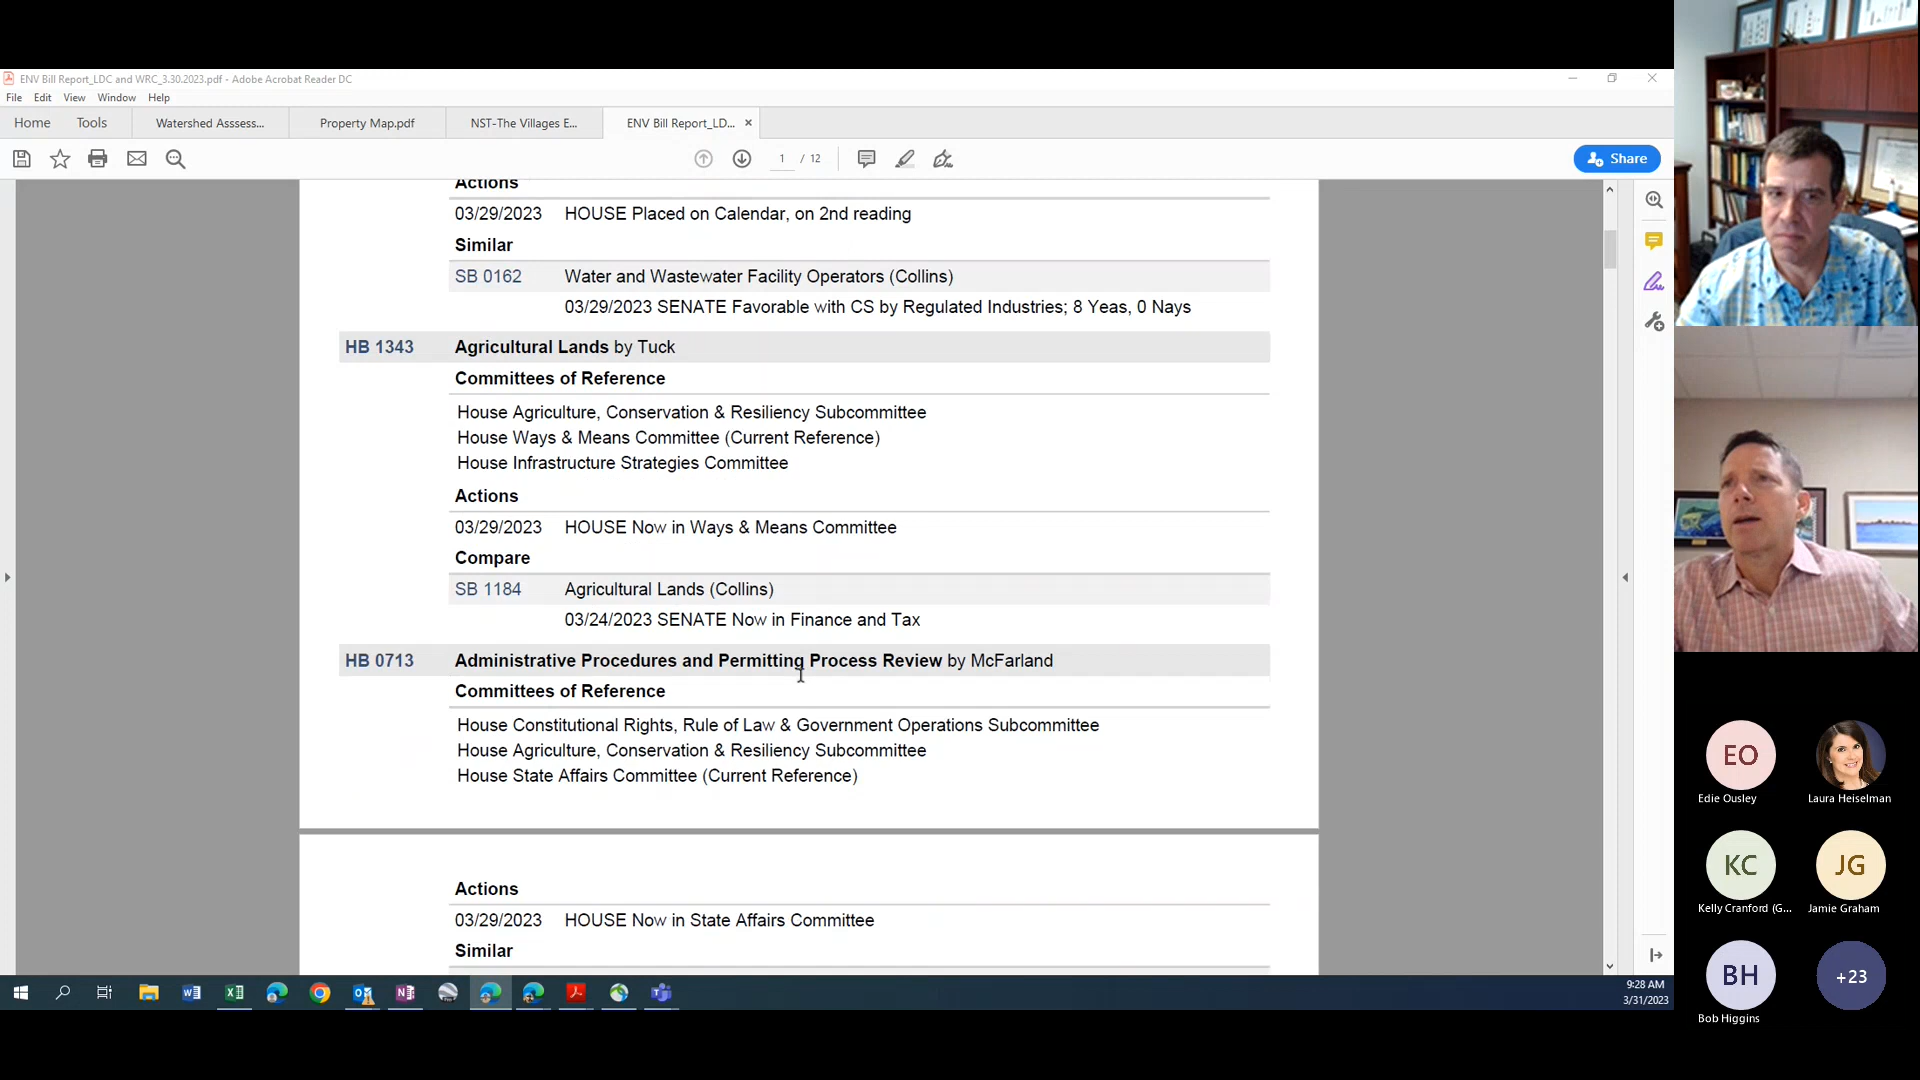 ENV Bill Report_LDC and WRC_3.30.2023.pdf - Adobe Acrobat Reader DC
File Edit View Window Help
Home Tools Watershed Asssess... Property Map.pdf NST-The Villages E... ENV Bill Report_LD... ×
1 / 12 Share
Actions
03/29/2023 HOUSE Placed on Calendar, on 2nd reading
Similar
SB 0162 Water and Wastewater Facility Operators (Collins)
03/29/2023 SENATE Favorable with CS by Regulated Industries; 8 Yeas, 0 Nays
HB 1343 Agricultural Lands by Tuck
Committees of Reference
House Agriculture, Conservation & Resiliency Subcommittee
House Ways & Means Committee (Current Reference)
House Infrastructure Strategies Committee
Actions
03/29/2023 HOUSE Now in Ways & Means Committee
Compare
SB 1184 Agricultural Lands (Collins)
03/24/2023 SENATE Now in Finance and Tax
HB 0713 Administrative Procedures and Permitting Process Review by McFarland
Committees of Reference
House Constitutional Rights, Rule of Law & Government Operations Subcommittee
House Agriculture, Conservation & Resiliency Subcommittee
House State Affairs Committee (Current Reference)
Actions
03/29/2023 HOUSE Now in State Affairs Committee
Similar
9:28 AM
3/31/2023
EO
Edie Ousley
Laura Heiselman
KC JG
Kelly Cranford (G... Jamie Graham
BH +23
Bob Higgins